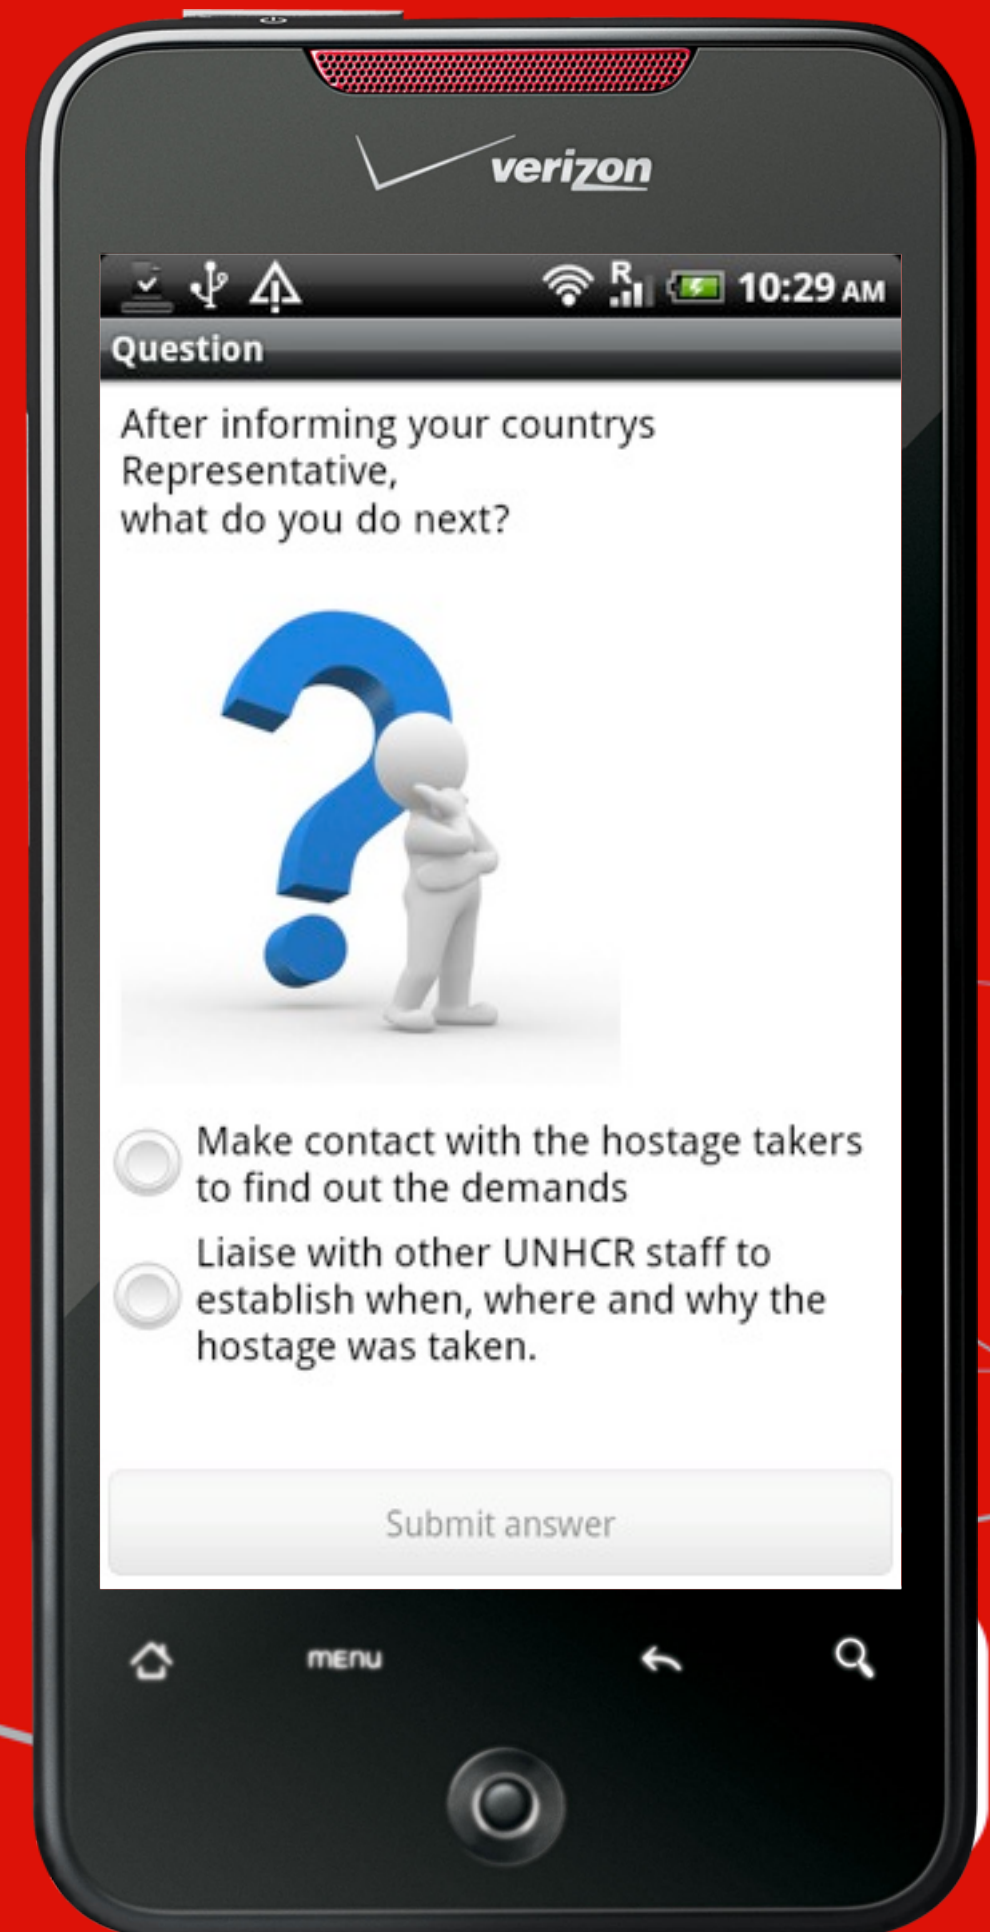 verizon
R
10:29 AM
Question
After informing your countrys
Representative,
what do you do next?
Make contact with the hostage takers
to find out the demands
Liaise with other UNHCR staff to
establish when, where and why the
hostage was taken.
Submit answer
MENU